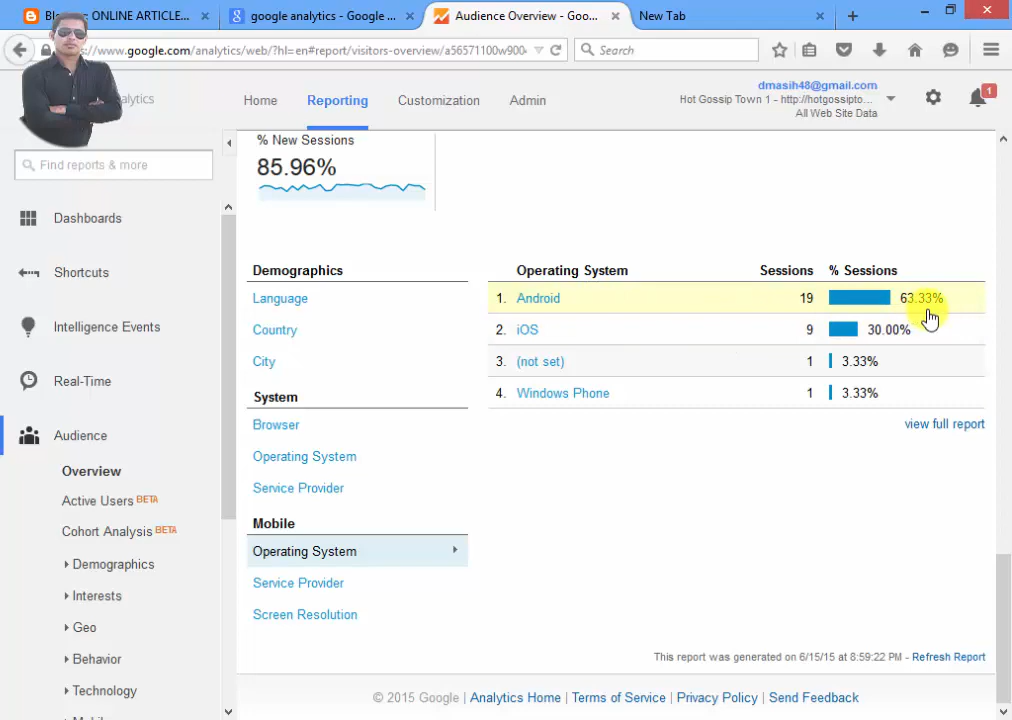 Blo ONLINE ARTICLE...
google analytics - Google ...
Audience Overview - Goo...
New Tab
www.google.com/analytics/web/?hl=en#report/visitors-overview/a56571100w900
Search
nalytics
Home
Reporting
Customization
Admin
dmasih48@gmail.com
Hot Gossip Town 1 - http://hotgossipto...
All Web Site Data
1
Find reports & more
Dashboards
Shortcuts
Intelligence Events
Real-Time
Audience
Overview
Active Users BETA
Cohort Analysis BETA
Demographics
Interests
Geo
Behavior
Technology
% New Sessions
85.96%
Demographics
Language
Country
City
System
Browser
Operating System
Service Provider
Mobile
Operating System
Service Provider
Screen Resolution
Operating System Sessions % Sessions
1. Android 19 63.33%
2. iOS 9 30.00%
3. (not set) 1 3.33%
4. Windows Phone 1 3.33%
view full report
This report was generated on 6/15/15 at 8:59:22 PM - Refresh Report
© 2015 Google | Analytics Home | Terms of Service | Privacy Policy | Send Feedback